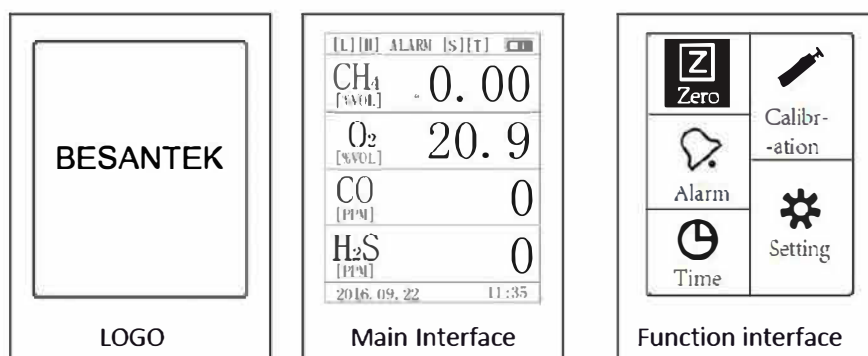 BESANTEK
LOGO
[L][H] ALARM [S][T]
CH₄ 0.00
[%VOL]
O₂ 20.9
[%VOL]
CO 0
[PPM]
H₂S 0
[PPM]
2016.09.22 11:35
Main Interface
Z
Zero
Alarm
Time
Calibr-
-ation
Setting
Function interface